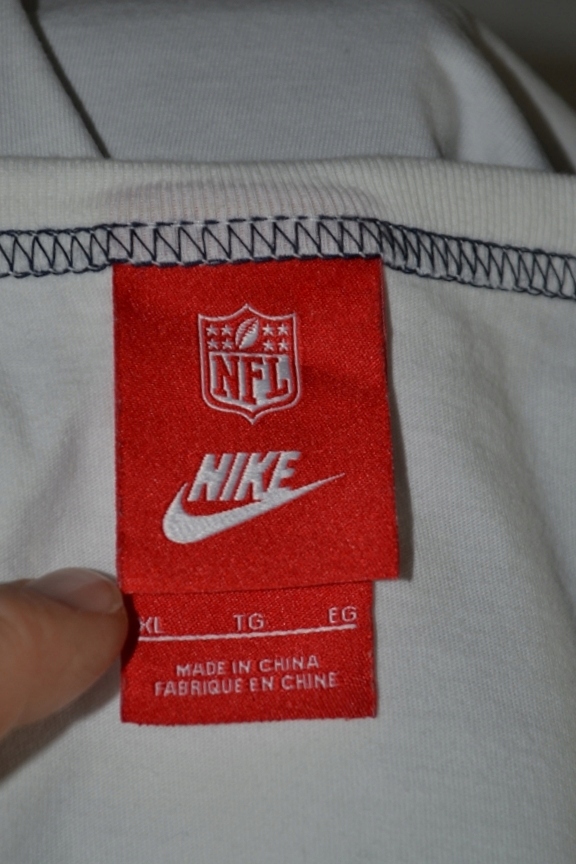 NFL
NIKE
XL TG EG
MADE IN CHINA
FABRIQUE EN CHINE